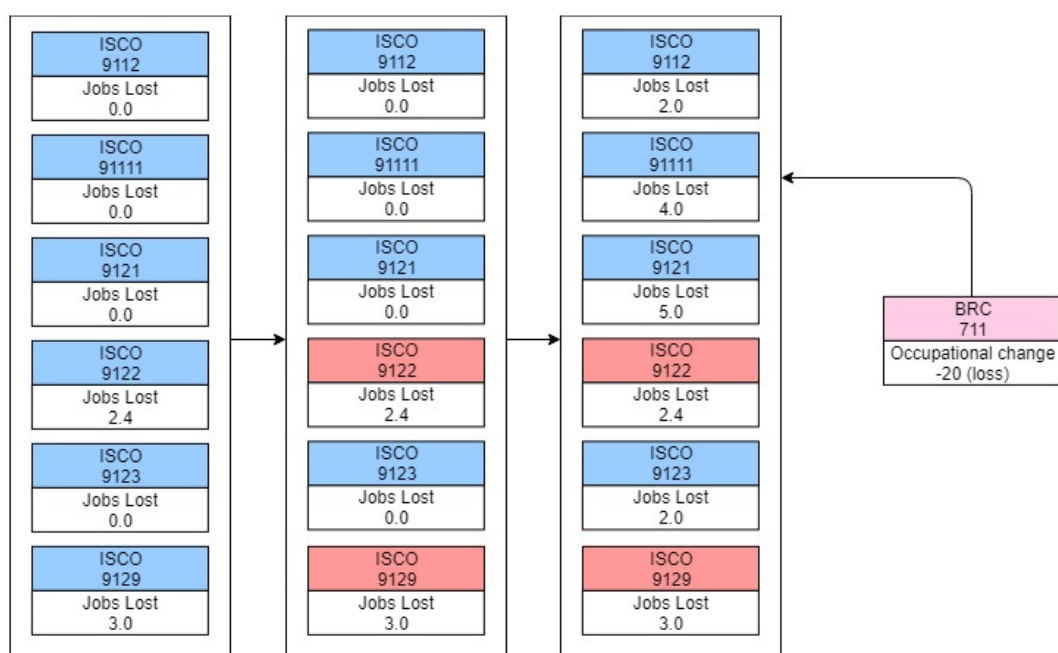 ISCO
9112
Jobs Lost
0.0
ISCO
91111
Jobs Lost
0.0
ISCO
9121
Jobs Lost
0.0
ISCO
9122
Jobs Lost
2.4
ISCO
9123
Jobs Lost
0.0
ISCO
9129
Jobs Lost
3.0
ISCO
9112
Jobs Lost
0.0
ISCO
91111
Jobs Lost
0.0
ISCO
9121
Jobs Lost
0.0
ISCO
9122
Jobs Lost
2.4
ISCO
9123
Jobs Lost
0.0
ISCO
9129
Jobs Lost
3.0
ISCO
9112
Jobs Lost
2.0
ISCO
91111
Jobs Lost
4.0
ISCO
9121
Jobs Lost
5.0
ISCO
9122
Jobs Lost
2.4
ISCO
9123
Jobs Lost
2.0
ISCO
9129
Jobs Lost
3.0
BRC
711
Occupational change
-20 (loss)